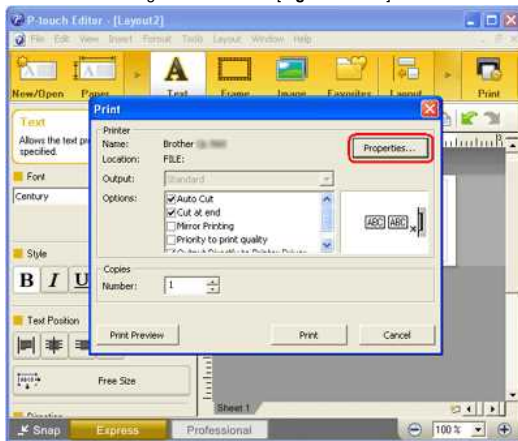 P-touch Editor - [Layout2]
File Edit View Insert Format Tools Layout Window Help
New/Open Paper Text Frame Image Favorites Layout Print
Text
Allows the text
specified.
Font
Century
Style
B I U
Text Position
Free Size
Print
Printer
Name: Brother
Location: FILE:
Properties...
Output: Standard
Options: Auto Cut
Cut at end
Mirror Printing
Priority to print quality
ABC ABC
Copies
Number: 1
Print Preview Print Cancel
Sheet 1
Snap Express Professional 100 %